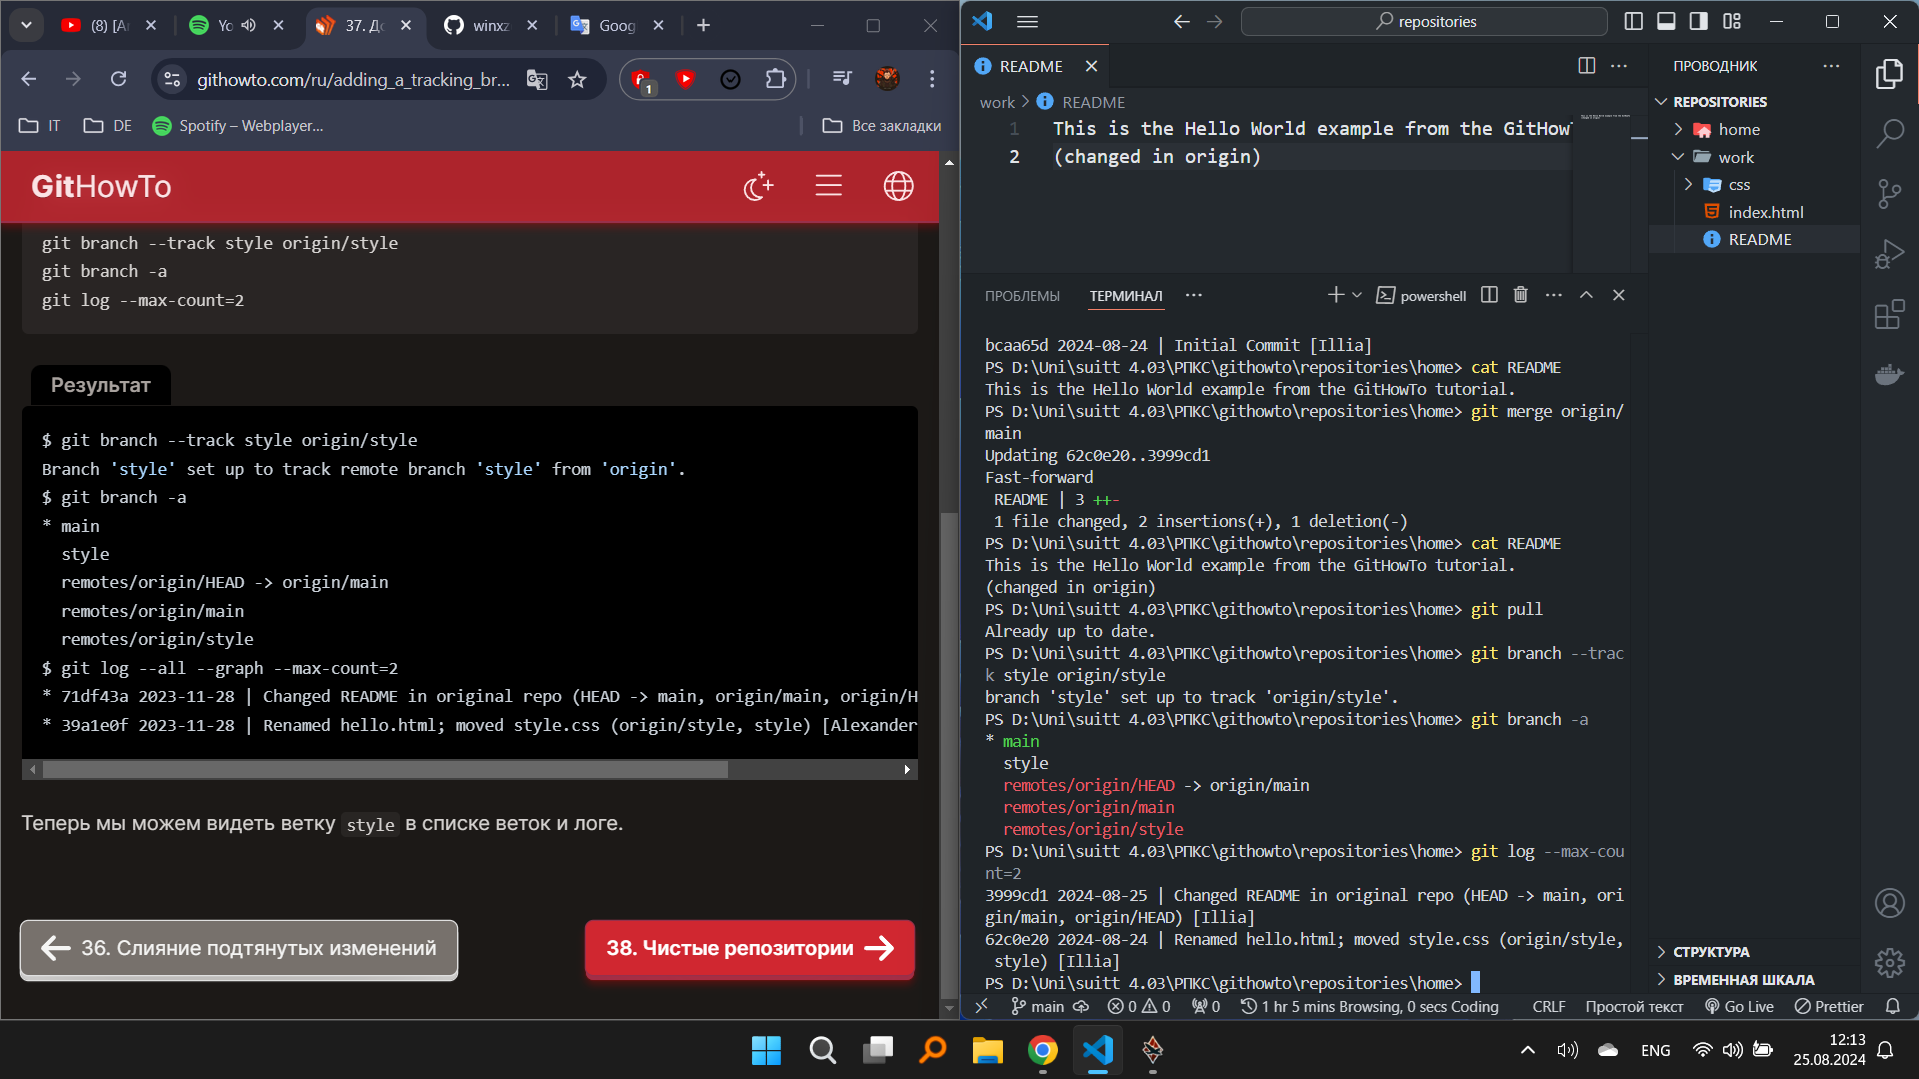 (8) [Ar
Yo
37. До
winxz
Goog
githowto.com/ru/adding_a_tracking_br...
1
IT
DE
Spotify – Webplayer...
Все закладки
GitHowTo
git branch --track style origin/style
git branch -a
git log --max-count=2
Результат
$ git branch --track style origin/style
Branch 'style' set up to track remote branch 'style' from 'origin'.
$ git branch -a
* main
style
remotes/origin/HEAD -> origin/main
remotes/origin/main
remotes/origin/style
$ git log --all --graph --max-count=2
* 71df43a 2023-11-28 | Changed README in original repo (HEAD -> main, origin/main, origin/H
* 39a1e0f 2023-11-28 | Renamed hello.html; moved style.css (origin/style, style) [Alexander
Теперь мы можем видеть ветку style в списке веток и логе.
36. Слияние подтянутых изменений
38. Чистые репозитории
repositories
README
work > README
1 This is the Hello World example from the GitHowT
2 (changed in origin)
ПРОБЛЕМЫ ТЕРМИНАЛ ...
powershell
bcaa65d 2024-08-24 | Initial Commit [Illia]
PS D:\Uni\suitt 4.03\РПКС\githowto\repositories\home> cat README
This is the Hello World example from the GitHowTo tutorial.
PS D:\Uni\suitt 4.03\РПКС\githowto\repositories\home> git merge origin/
main
Updating 62c0e20..3999cd1
Fast-forward
README | 3 ++-
1 file changed, 2 insertions(+), 1 deletion(-)
PS D:\Uni\suitt 4.03\РПКС\githowto\repositories\home> cat README
This is the Hello World example from the GitHowTo tutorial.
(changed in origin)
PS D:\Uni\suitt 4.03\РПКС\githowto\repositories\home> git pull
Already up to date.
PS D:\Uni\suitt 4.03\РПКС\githowto\repositories\home> git branch --trac
k style origin/style
branch 'style' set up to track 'origin/style'.
PS D:\Uni\suitt 4.03\РПКС\githowto\repositories\home> git branch -a
* main
style
remotes/origin/HEAD -> origin/main
remotes/origin/main
remotes/origin/style
PS D:\Uni\suitt 4.03\РПКС\githowto\repositories\home> git log --max-cou
nt=2
3999cd1 2024-08-25 | Changed README in original repo (HEAD -> main, ori
gin/main, origin/HEAD) [Illia]
62c0e20 2024-08-24 | Renamed hello.html; moved style.css (origin/style,
style) [Illia]
PS D:\Uni\suitt 4.03\РПКС\githowto\repositories\home>
ПРОВОДНИК
REPOSITORIES
home
work
css
index.html
README
СТРУКТУРА
ВРЕМЕННАЯ ШКАЛА
main 0 0 0 1 hr 5 mins Browsing, 0 secs Coding CRLF Простой текст Go Live Prettier
ENG
12:13
25.08.2024